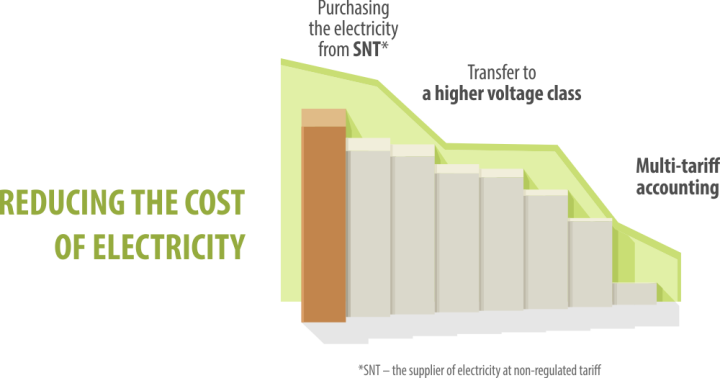 Purchasing
the electricity
from SNT*
Transfer to
a higher voltage class
Multi-tariff
accounting
REDUCING THE COST
OF ELECTRICITY
*SNT – the supplier of electricity at non-regulated tariff